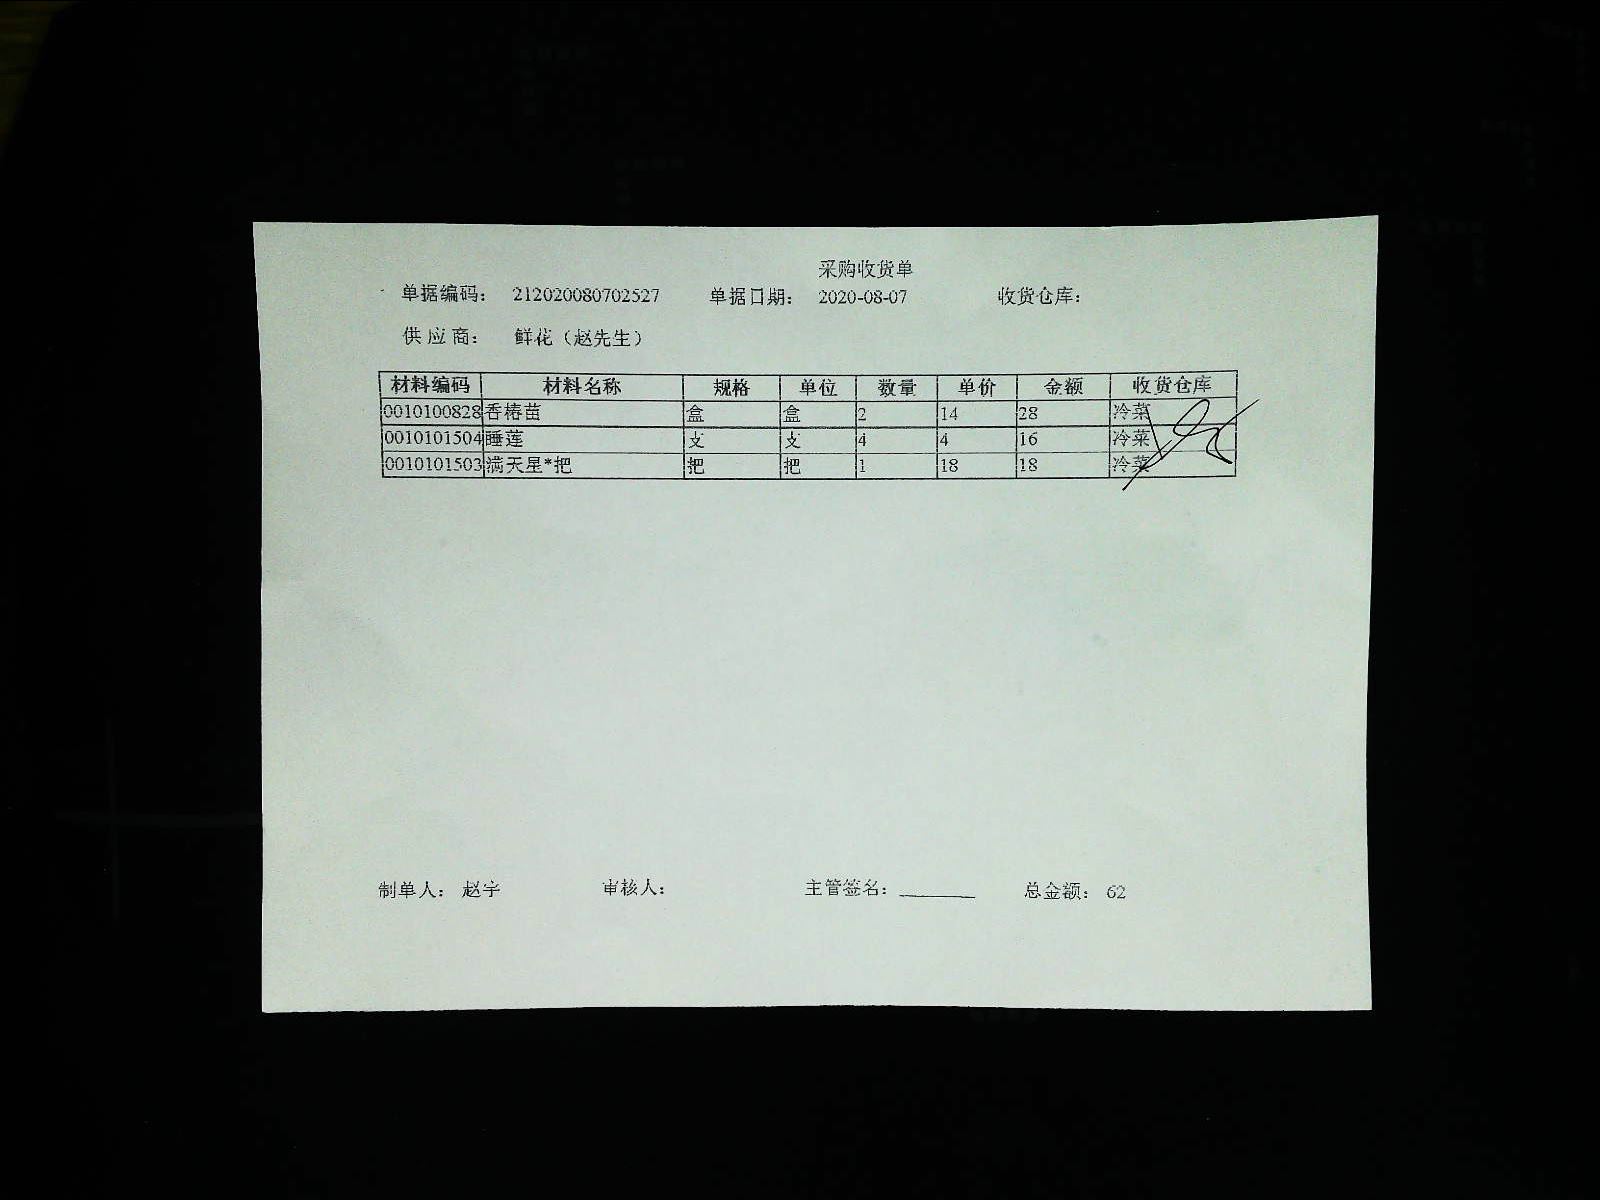 采购收货单
单据编码： 212020080702527 单据日期： 2020-08-07 收货仓库：
供应商： 鲜花（赵先生）
材料编码 材料名称 规格 单位 数量 单价 金额 收货仓库
0010100828 香椿苗 盒 盒 2 14 28 冷菜
0010101504 睡莲 支 支 4 4 16 冷菜
0010101503 满天星*把 把 把 1 18 18 冷菜
制单人： 赵宇 审核人： 主管签名： 总金额： 62